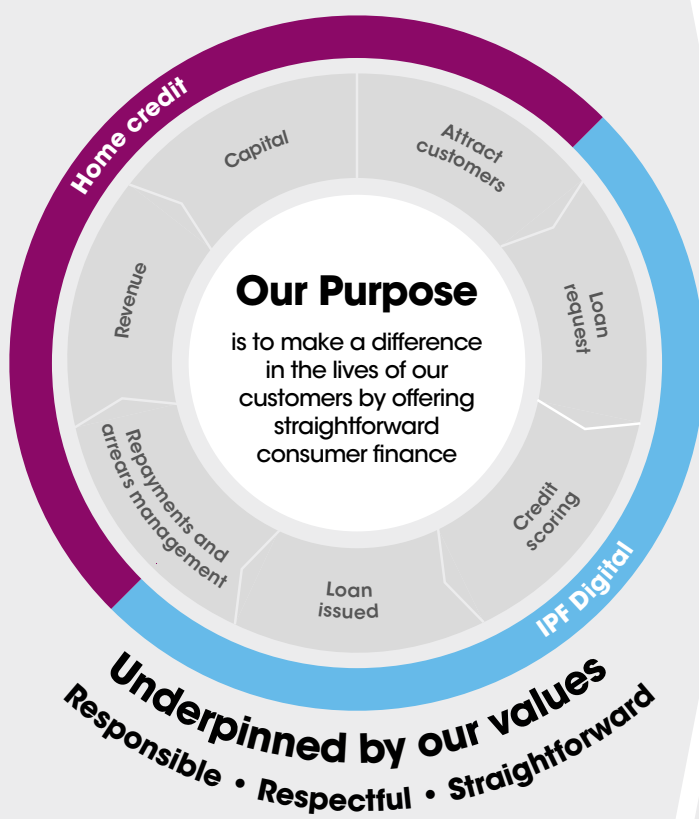 Home credit
Capital
Attract
customers
Loan
request
Credit
scoring
Loan
issued
Repayments and
arrears management
Revenue
IPF Digital
Our Purpose
is to make a difference
in the lives of our
customers by offering
straightforward
consumer finance
Underpinned by our values
Responsible • Respectful • Straightforward